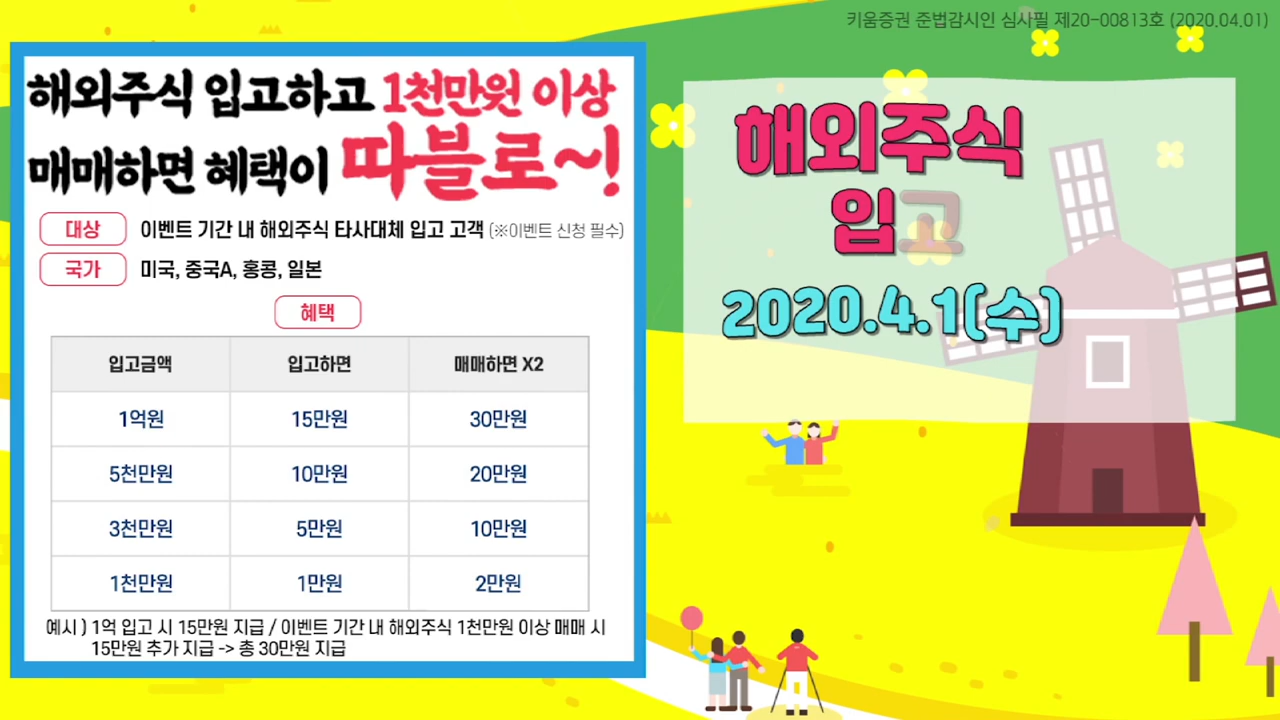 키움증권 준법감시인 심사필 제20-00813호 (2020.04.01)
해외주식 입고하고 1천만원 이상
매매하면 혜택이 따블로~!
대상 이벤트 기간 내 해외주식 타사대체 입고 고객 (※이벤트 신청 필수)
국가 미국, 중국A, 홍콩, 일본
혜택
입고금액 입고하면 매매하면 X2
1억원 15만원 30만원
5천만원 10만원 20만원
3천만원 5만원 10만원
1천만원 1만원 2만원
예시 ) 1억 입고 시 15만원 지급 / 이벤트 기간 내 해외주식 1천만원 이상 매매 시
15만원 추가 지급 -> 총 30만원 지급
해외주식
입고
2020.4.1(수)